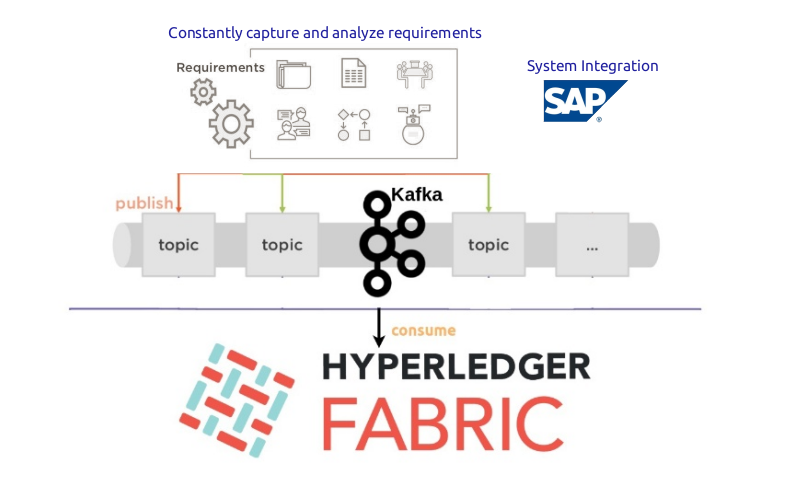 Constantly capture and analyze requirements
Requirements
System Integration
SAP
®
publish
Kafka
topic
topic
topic
...
consume
HYPERLEDGER
FABRIC